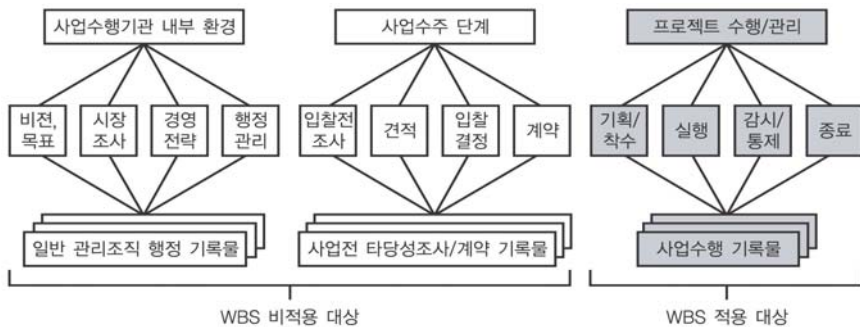 사업수행기관 내부 환경
사업수주 단계
프로젝트 수행/관리
비젼,
목표
시장
조사
경영
전략
행정
관리
입찰전
조사
견적
입찰
결정
계약
기획/
착수
실행
감시/
통제
종료
일반 관리조직 행정 기록물
사업전 타당성조사/계약 기록물
사업수행 기록물
WBS 비적용 대상
WBS 적용 대상